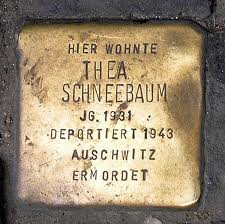 HIER WOHNTE
THEA
SCHNEEBAUM
JG. 1931
DEPORTIERT 1943
AUSCHWITZ
ERMORDET